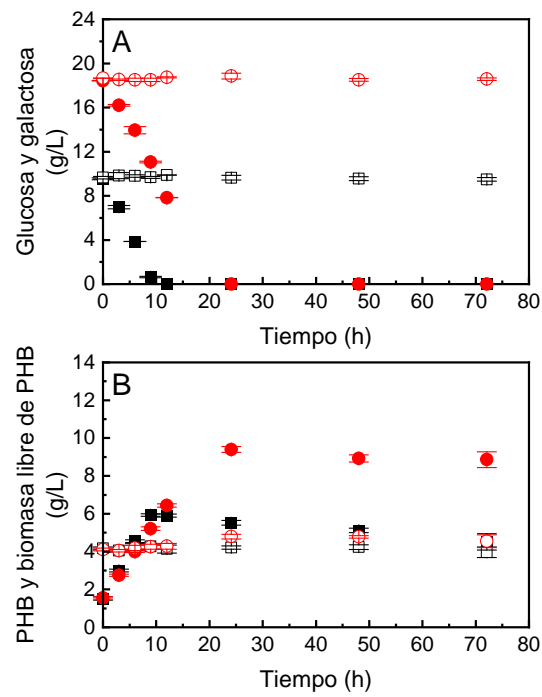 A
Glucosa y galactosa
(g/L)
24
20
16
12
8
4
0
0 10 20 30 40 50 60 70 80
Tiempo (h)
B
PHB y biomasa libre de PHB
(g/L)
14
12
10
8
6
4
2
0
0 10 20 30 40 50 60 70 80
Tiempo (h)